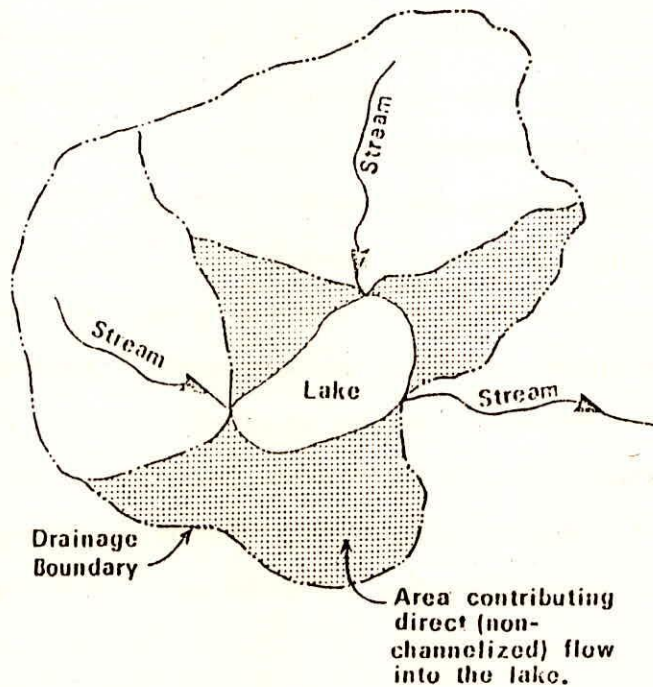 Stream
Stream
Lake
Stream
Drainage
Boundary
Area contributing
direct (non-
channelized) flow
into the lake.